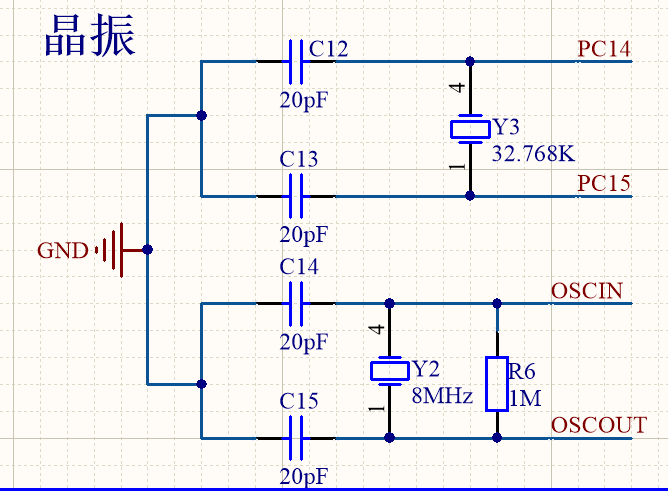 晶振
C12
PC14
20pF
4
Y3
32.768K
1
C13
PC15
20pF
GND
C14
OSCIN
20pF
4
Y2
8MHz
R6
1M
1
C15
OSCOUT
20pF